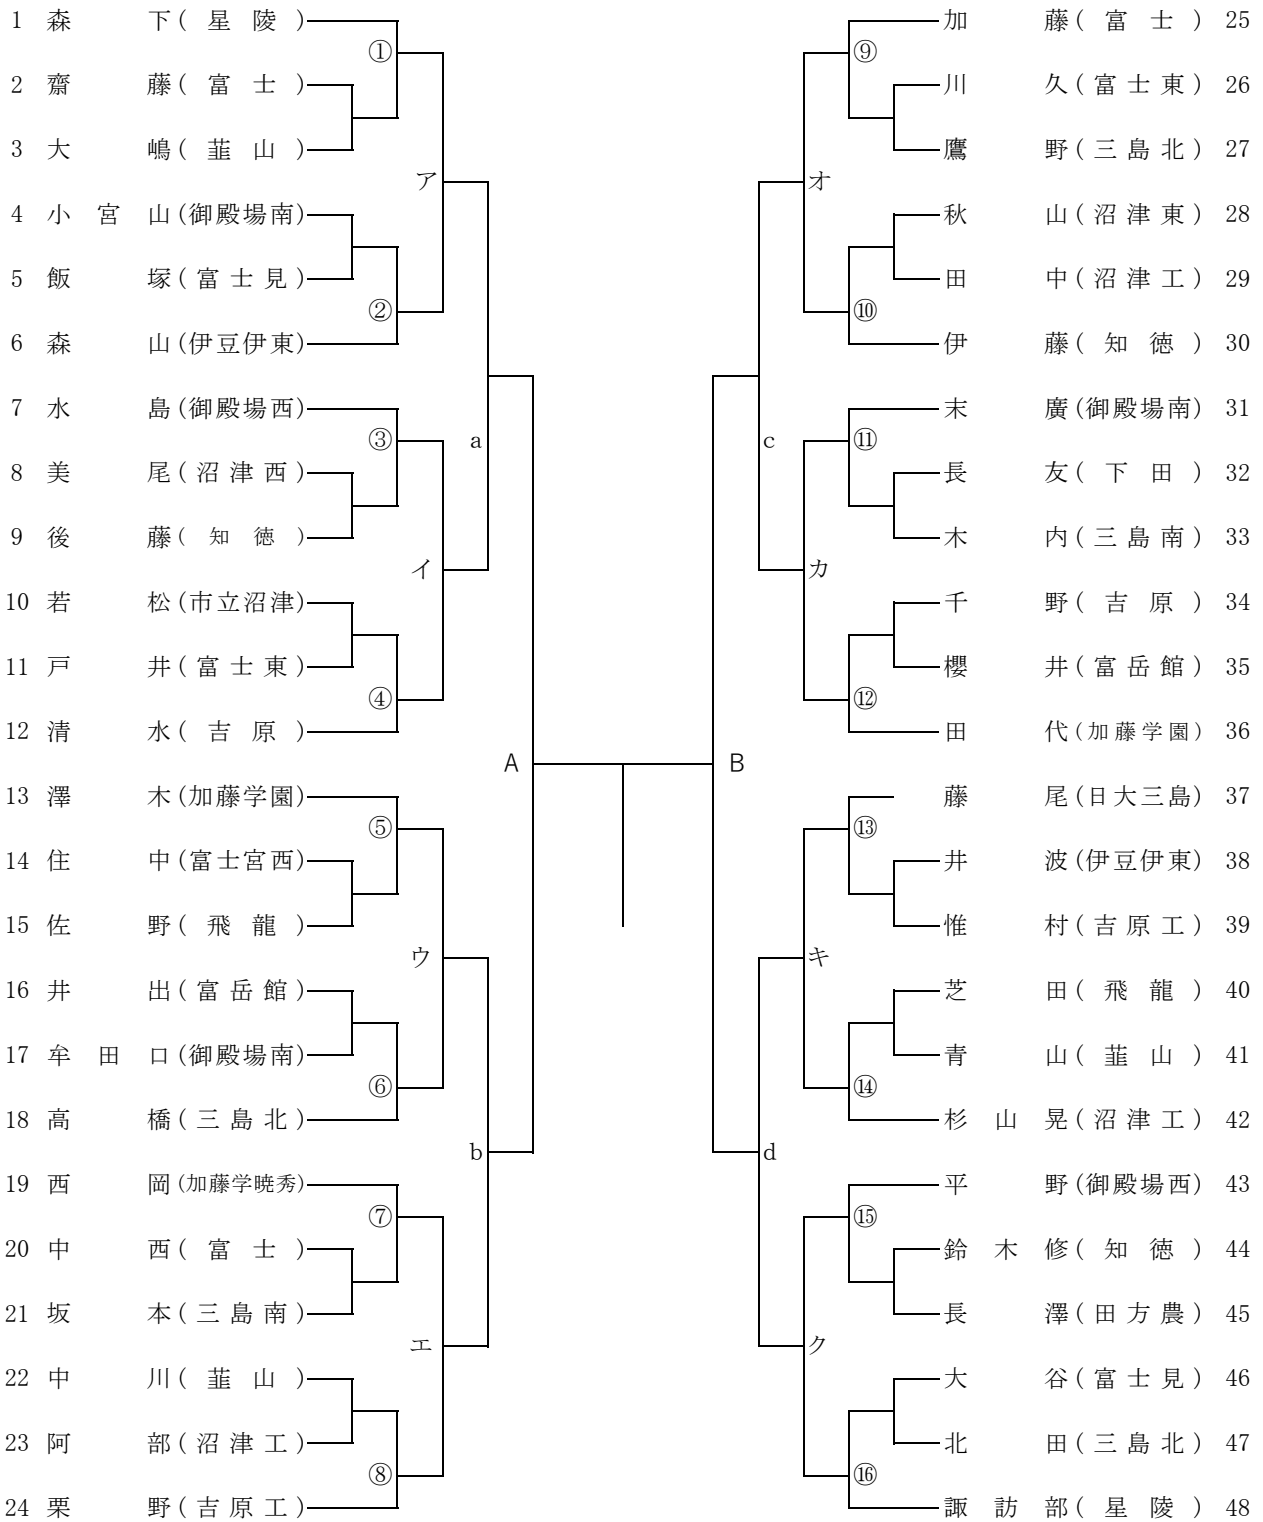 1 森下(星陵)
①
2 齋藤(富士)
3 大嶋(韮山)
ア
4 小宮山(御殿場南)
5 飯塚(富士見)
②
6 森山(伊豆伊東)
7 水島(御殿場西)
③
a
8 美尾(沼津西)
9 後藤(知徳)
イ
10 若松(市立沼津)
11 戸井(富士東)
④
12 清水(吉原)
A
13 澤木(加藤学園)
⑤
14 住中(富士宮西)
15 佐野(飛龍)
ウ
16 井出(富岳館)
17 牟田口(御殿場南)
⑥
18 高橋(三島北)
b
19 西岡(加藤学暁秀)
⑦
20 中西(富士)
21 坂本(三島南)
エ
22 中川(韮山)
23 阿部(沼津工)
⑧
24 栗野(吉原工)
加藤(富士) 25
⑨
川久(富士東) 26
鷹野(三島北) 27
オ
秋山(沼津東) 28
田中(沼津工) 29
⑩
伊藤(知徳) 30
末廣(御殿場南) 31
c
⑪
長友(下田) 32
木内(三島南) 33
カ
千野(吉原) 34
櫻井(富岳館) 35
⑫
田代(加藤学園) 36
B
藤尾(日大三島) 37
⑬
井波(伊豆伊東) 38
惟村(吉原工) 39
キ
芝田(飛龍) 40
青山(韮山) 41
⑭
杉山晃(沼津工) 42
d
平野(御殿場西) 43
⑮
鈴木修(知徳) 44
長澤(田方農) 45
ク
大谷(富士見) 46
北田(三島北) 47
⑯
諏訪部(星陵) 48